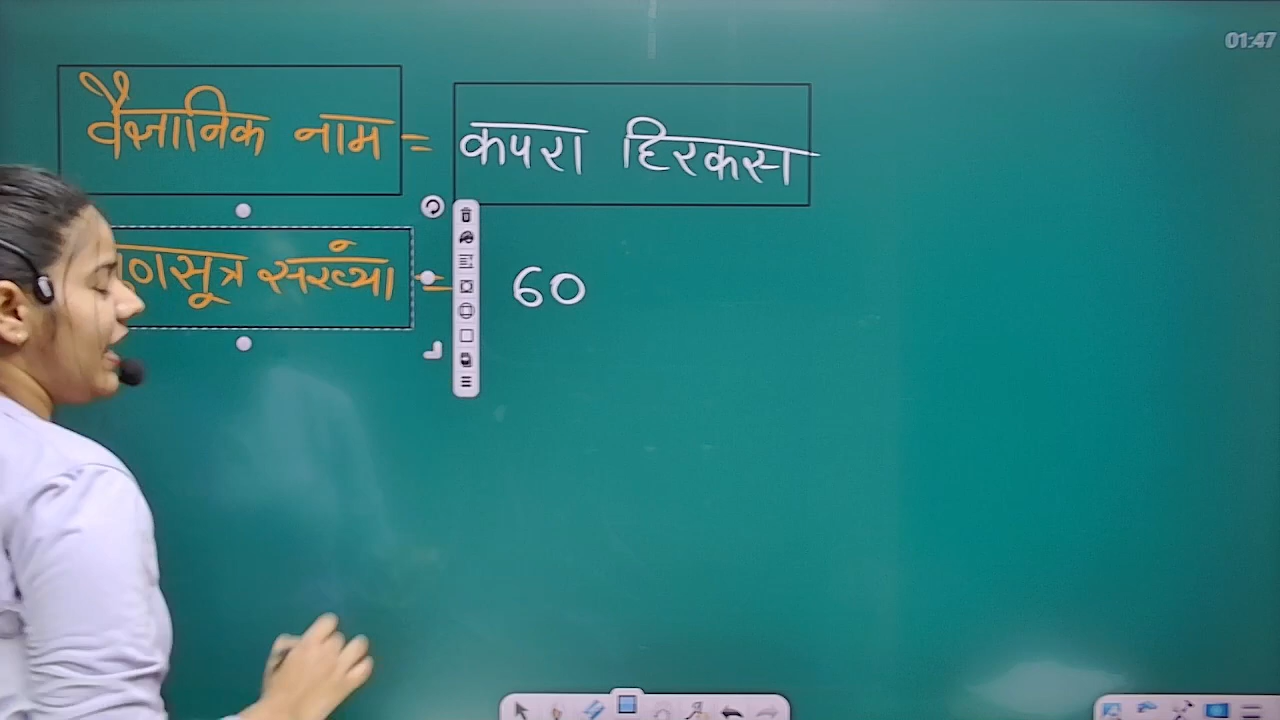 01:47
वैज्ञानिक नाम = कपरा हिरकस
संख्या = 60